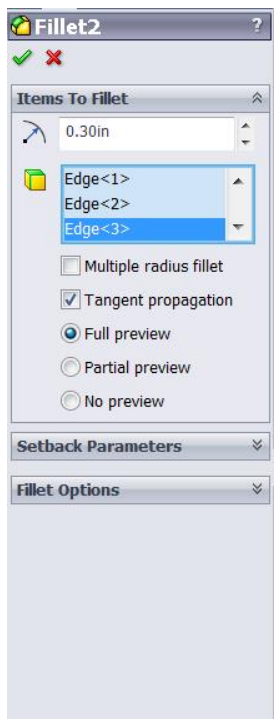 Fillet2 ?
Items To Fillet
0.30in
Edge<1>
Edge<2>
Edge<3>
Multiple radius fillet
Tangent propagation
Full preview
Partial preview
No preview
Setback Parameters
Fillet Options